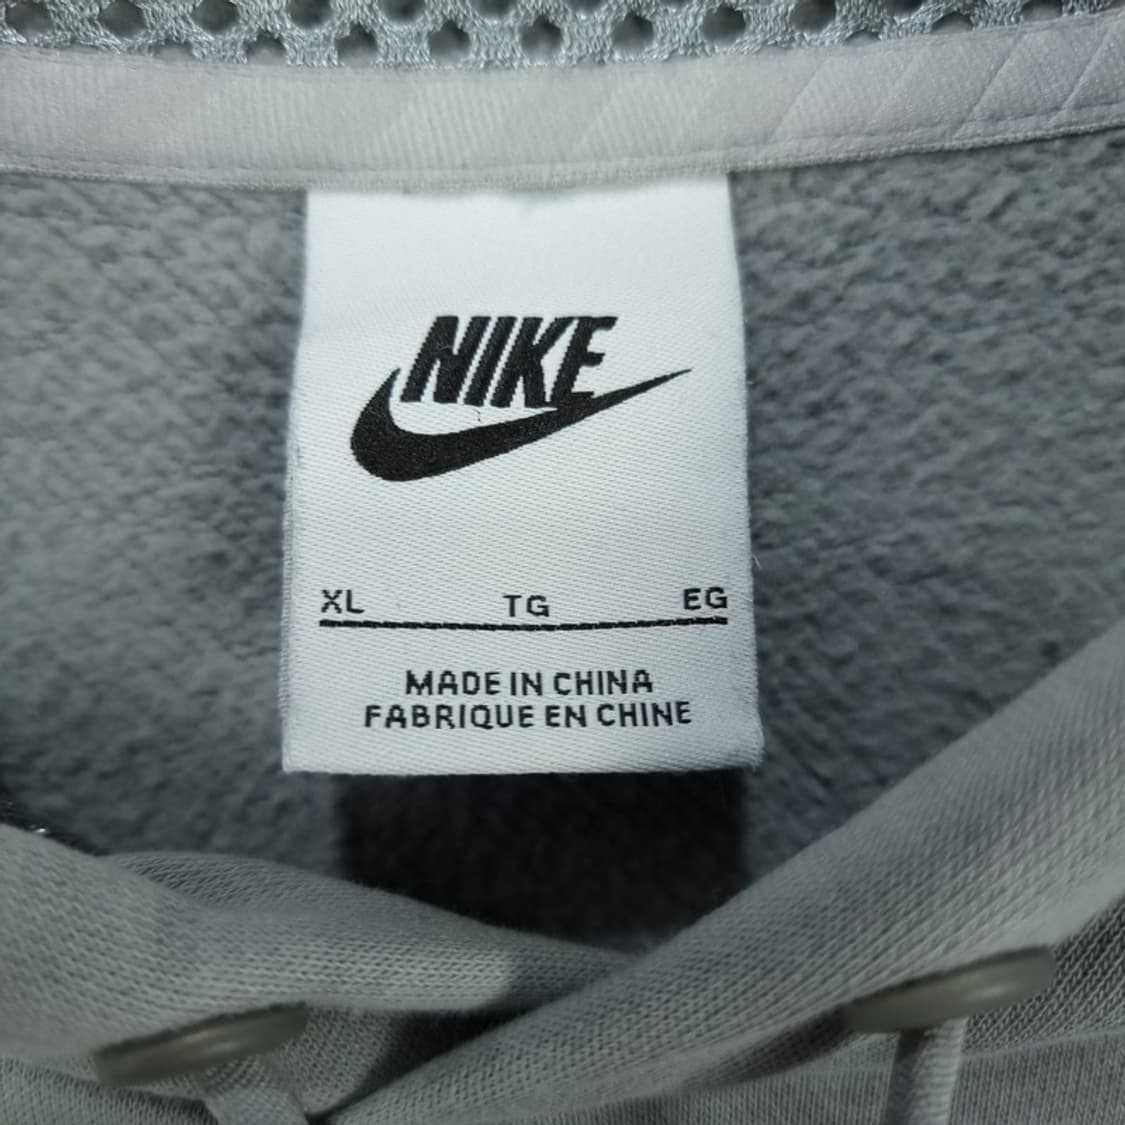 NIKE
XL TG EG
MADE IN CHINA
FABRIQUE EN CHINE